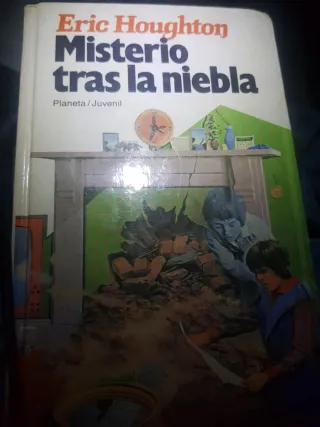 Eric Houghton
Misterio
tras la niebla
Planeta / Juvenil